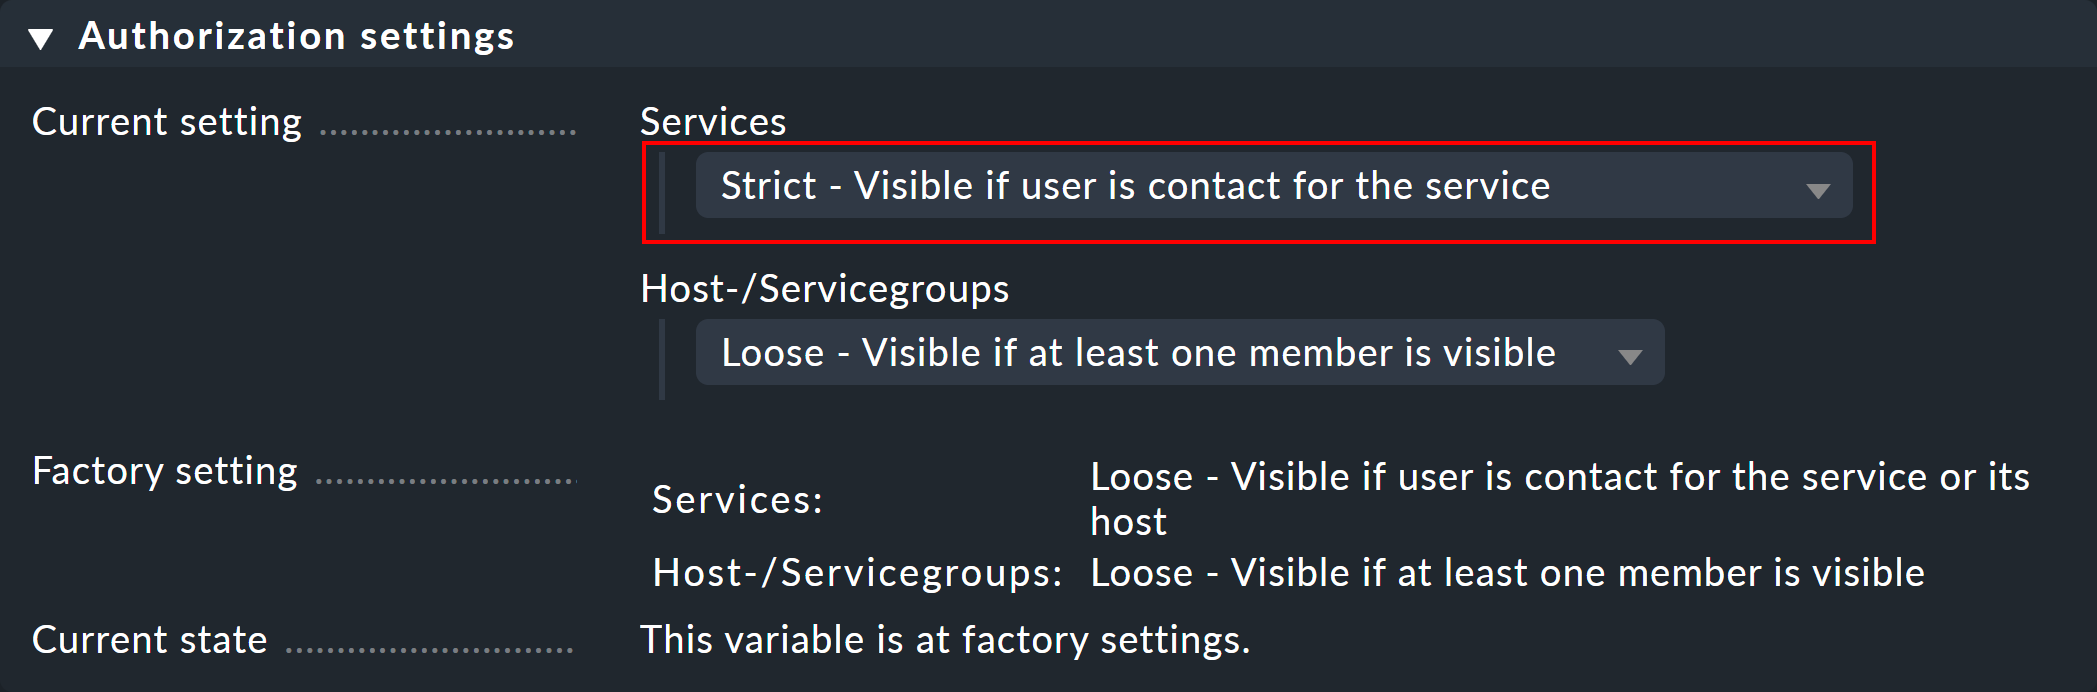 Authorization settings
Current setting
Services
Strict - Visible if user is contact for the service
Host-/Servicegroups
Loose - Visible if at least one member is visible
Factory setting
Services:
Loose - Visible if user is contact for the service or its
host
Host-/Servicegroups:
Loose - Visible if at least one member is visible
Current state
This variable is at factory settings.